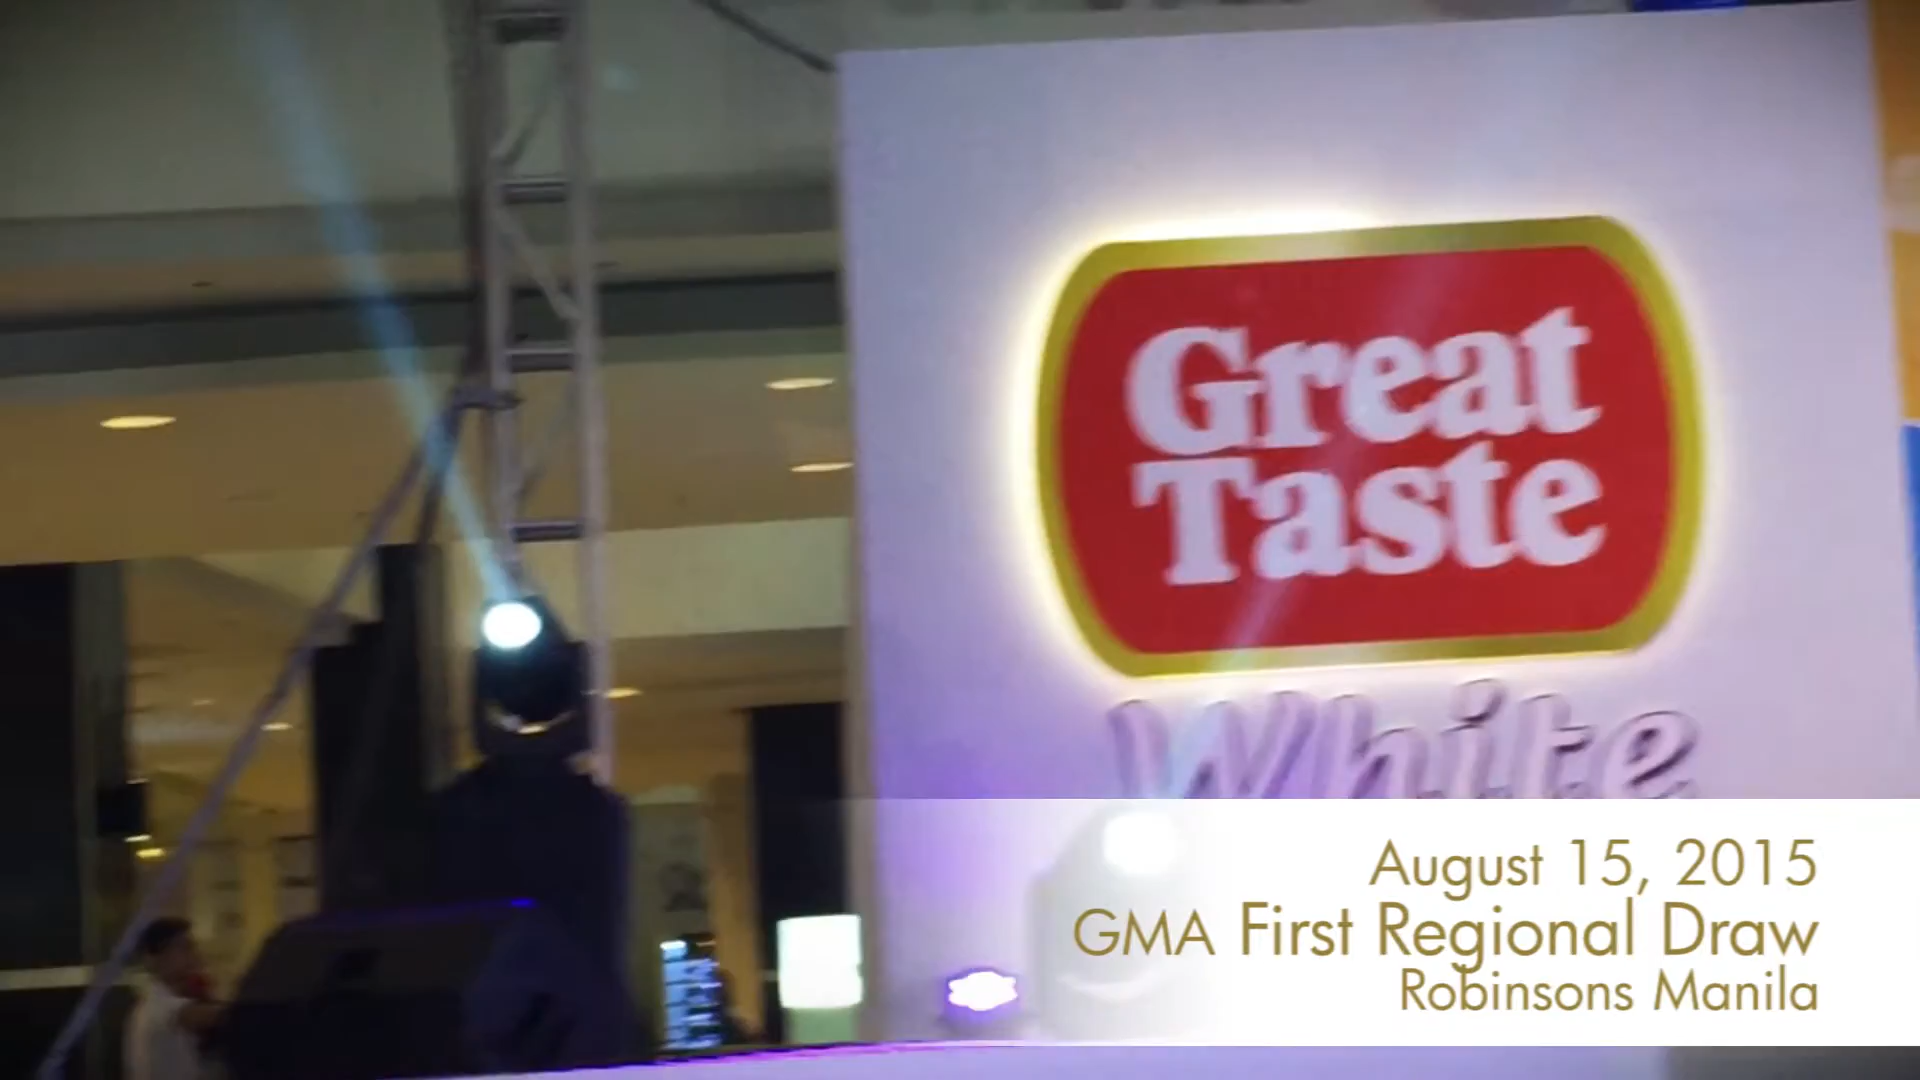 Great
Taste
White
August 15, 2015
GMA First Regional Draw
Robinsons Manila